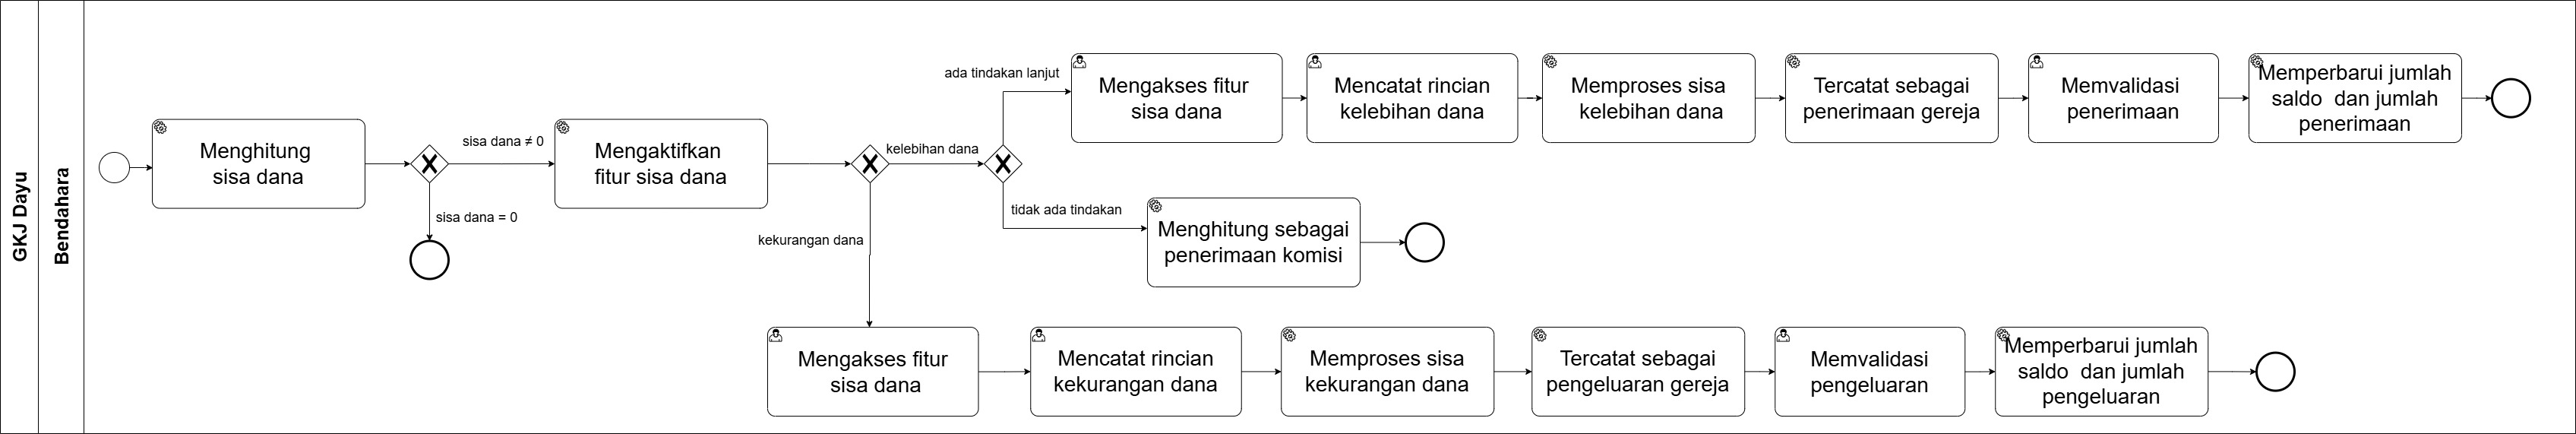 GKJ Dayu
Bendahara
Menghitung
sisa dana
sisa dana ≠ 0
sisa dana = 0
Mengaktifkan
fitur sisa dana
kelebihan dana
kekurangan dana
ada tindakan lanjut
tidak ada tindakan
Mengakses fitur
sisa dana
Mencatat rincian
kelebihan dana
Memproses sisa
kelebihan dana
Tercatat sebagai
penerimaan gereja
Memvalidasi
penerimaan
Memperbarui jumlah
saldo dan jumlah
penerimaan
Menghitung sebagai
penerimaan komisi
Mengakses fitur
sisa dana
Mencatat rincian
kekurangan dana
Memproses sisa
kekurangan dana
Tercatat sebagai
pengeluaran gereja
Memvalidasi
pengeluaran
Memperbarui jumlah
saldo dan jumlah
pengeluaran